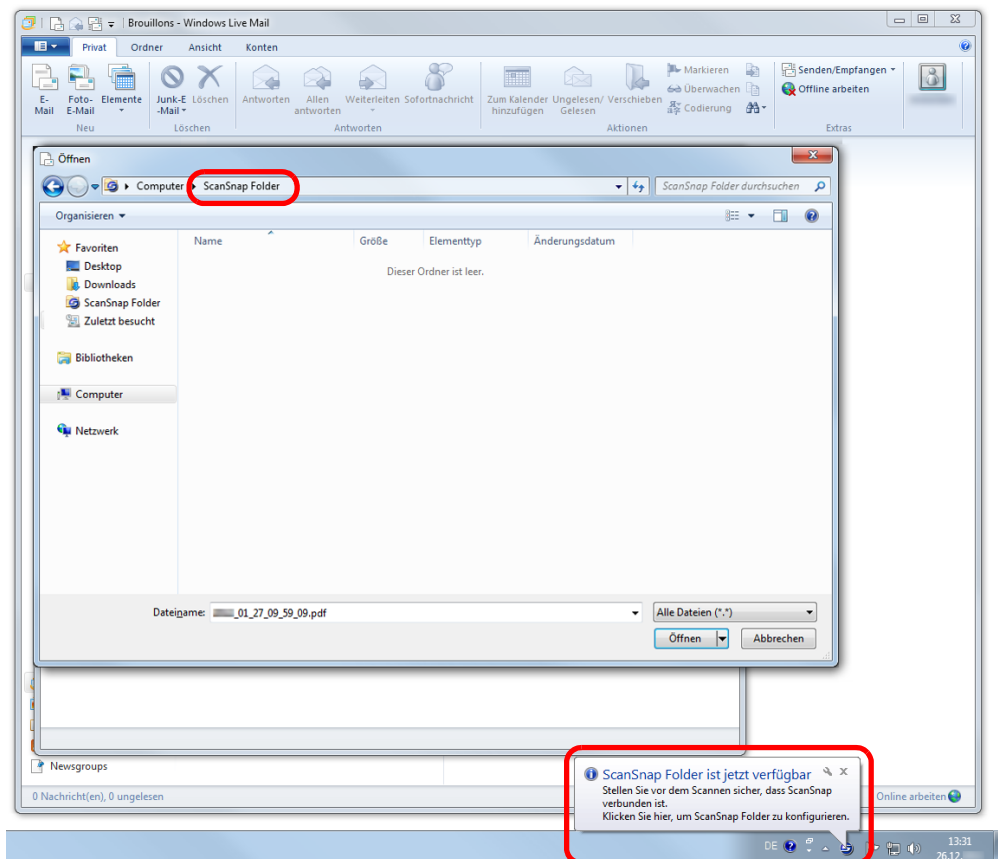 Brouillons - Windows Live Mail
Privat Ordner Ansicht Konten
E-Mail
Foto-E-Mail
Elemente
Neu
Junk-E-Mail
Löschen
Löschen
Antworten
Allen antworten
Weiterleiten
Sofortnachricht
Antworten
Zum Kalender hinzufügen
Ungelesen/Gelesen
Verschieben
Markieren
Überwachen
Codierung
Aktionen
Senden/Empfangen
Offline arbeiten
Extras
Öffnen
Computer ScanSnap Folder
ScanSnap Folder durchsuchen
Organisieren
Favoriten
Desktop
Downloads
ScanSnap Folder
Zuletzt besucht
Bibliotheken
Computer
Netzwerk
Name Größe Elementtyp Änderungsdatum
Dieser Ordner ist leer.
Dateiname: _01_27_09_59_09.pdf
Alle Dateien (*.*)
Öffnen Abbrechen
Newsgroups
0 Nachricht(en), 0 ungelesen
Online arbeiten
ScanSnap Folder ist jetzt verfügbar
Stellen Sie vor dem Scannen sicher, dass ScanSnap
verbunden ist.
Klicken Sie hier, um ScanSnap Folder zu konfigurieren.
DE
13:31
26.12.